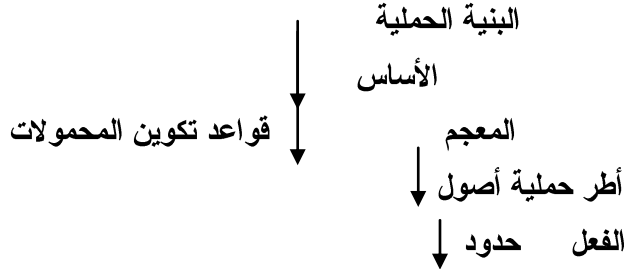 البنية الحملية
الأساس
المعجم قواعد تكوين المحمولات
أطر حملية أصول
الفعل حدود